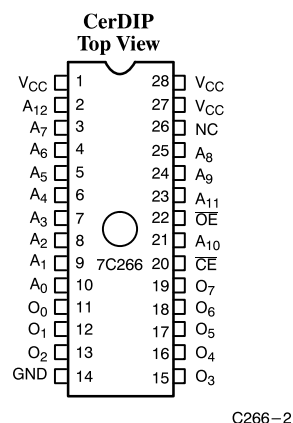 CerDIP
Top View
VCC 1 28 VCC
A12 2 27 VCC
A7 3 26 NC
A6 4 25 A8
A5 5 24 A9
A4 6 23 A11
A3 7 22 O̅E̅
A2 8 21 A10
A1 9 7C266 20 C̅E̅
A0 10 19 O7
O0 11 18 O6
O1 12 17 O5
O2 13 16 O4
GND 14 15 O3
C266−2